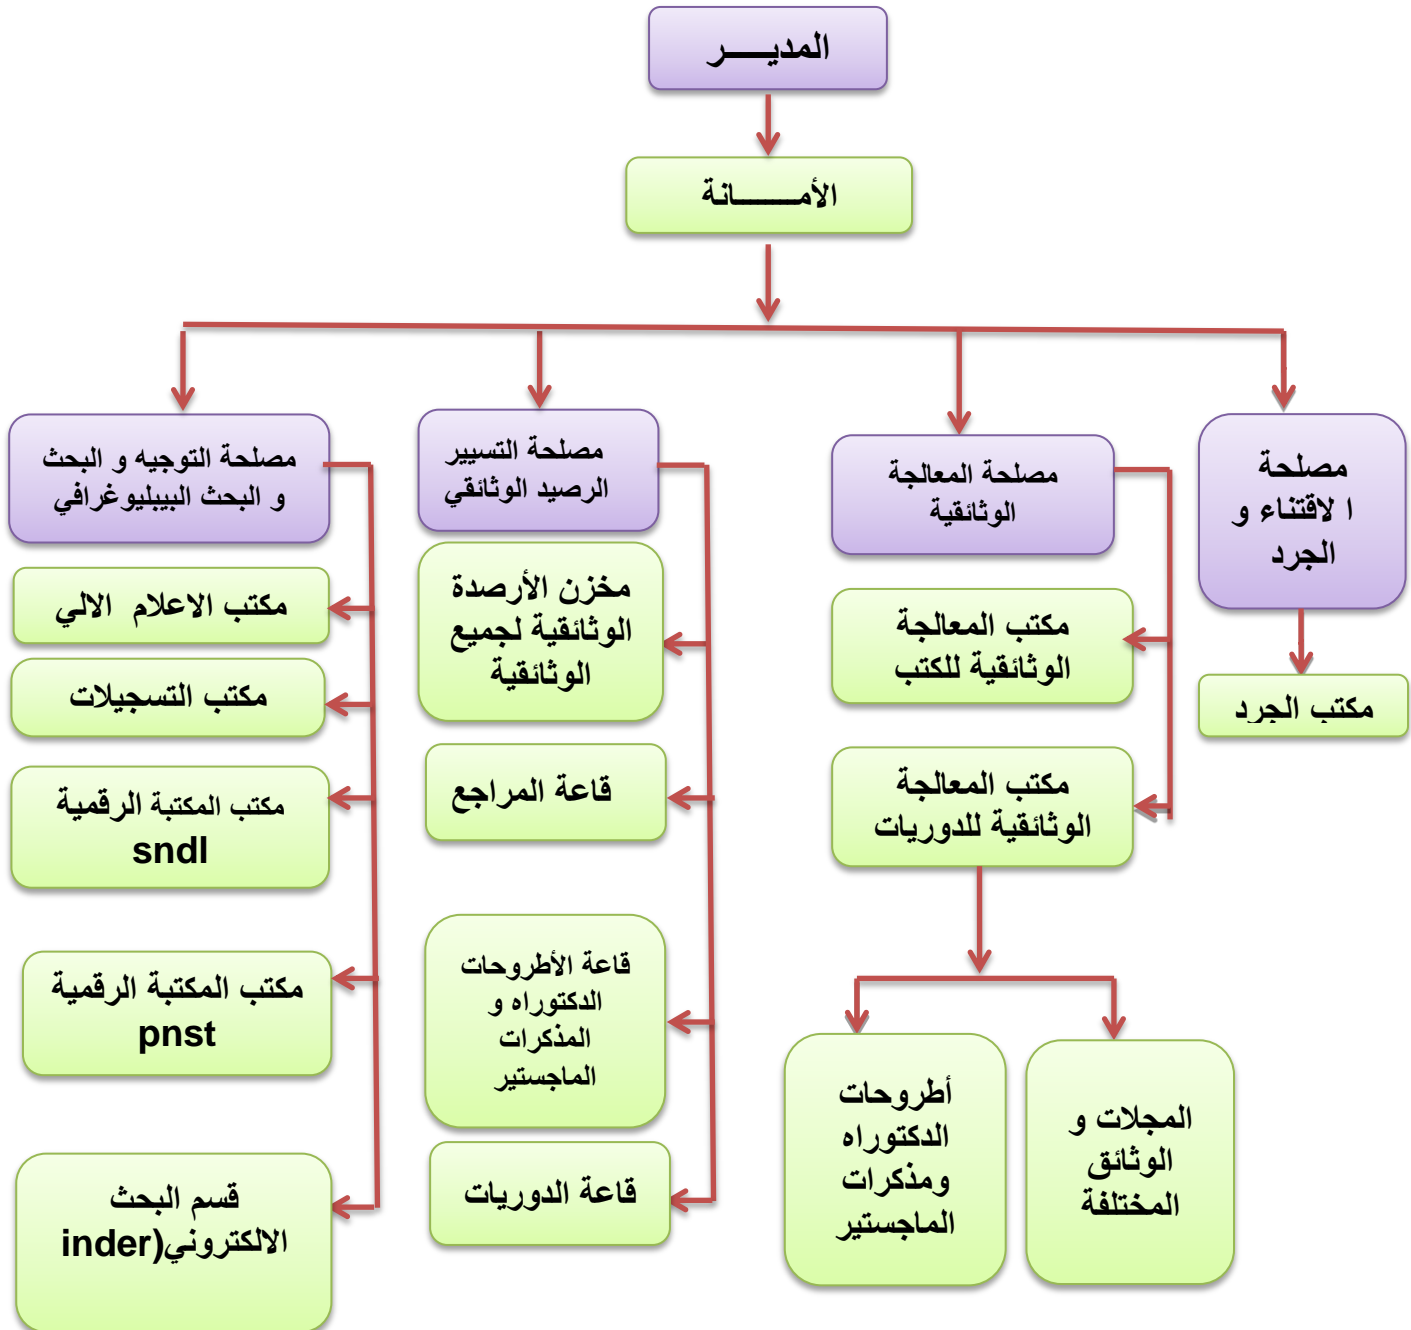 المديـــــر
الأمــــــانة
مصلحة
ا لاقتناء و
الجرد
مكتب الجرد
مصلحة المعالجة
الوثائقية
مكتب المعالجة
الوثائقية للكتب
مكتب المعالجة
الوثائقية للدوريات
المجلات و
الوثائق
المختلفة
أطروحات
الدكتوراه
ومذكرات
الماجستير
مصلحة التسيير
الرصيد الوثائقي
مخزن الأرصدة
الوثائقية لجميع
الوثائقية
قاعة المراجع
قاعة الأطروحات
الدكتوراه و
المذكرات
الماجستير
قاعة الدوريات
مصلحة التوجيه و البحث
و البحث البيبليوغرافي
مكتب الاعلام الالي
مكتب التسجيلات
مكتب المكتبة الرقمية
sndl
مكتب المكتبة الرقمية
pnst
قسم البحث
الالكتروني(inder